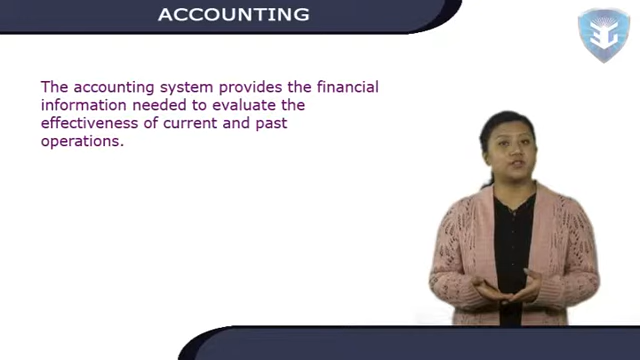 ACCOUNTING
The accounting system provides the financial
information needed to evaluate the
effectiveness of current and past
operations.